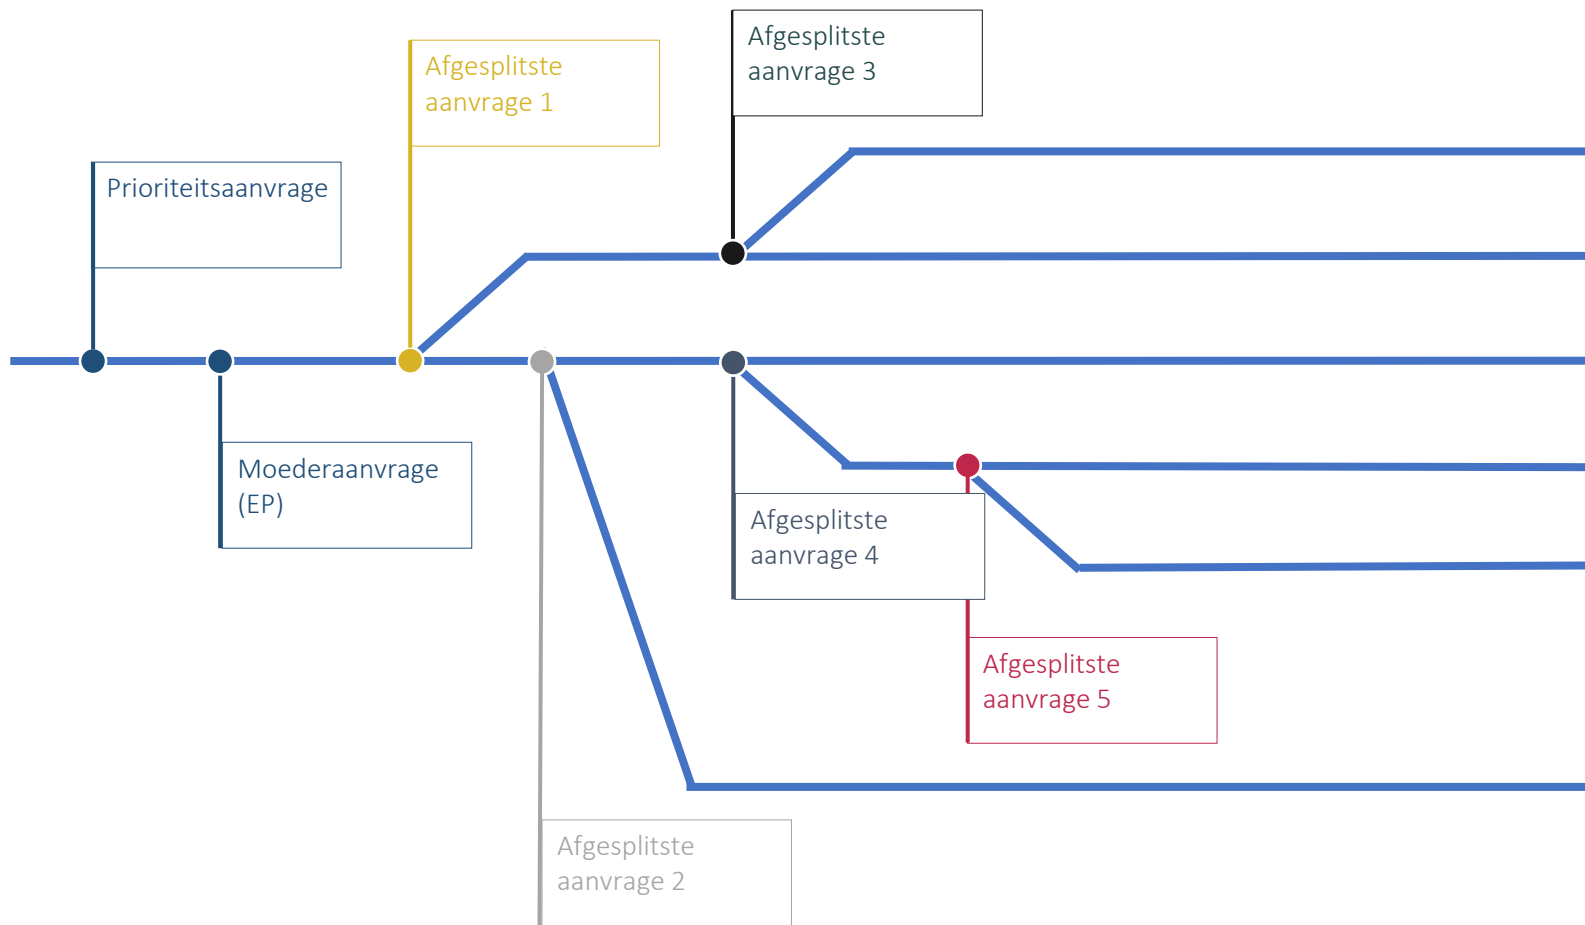 Afgesplitste
aanvrage 3
Afgesplitste
aanvrage 1
Prioriteitsaanvrage
Moederaanvrage
(EP)
Afgesplitste
aanvrage 4
Afgesplitste
aanvrage 5
Afgesplitste
aanvrage 2